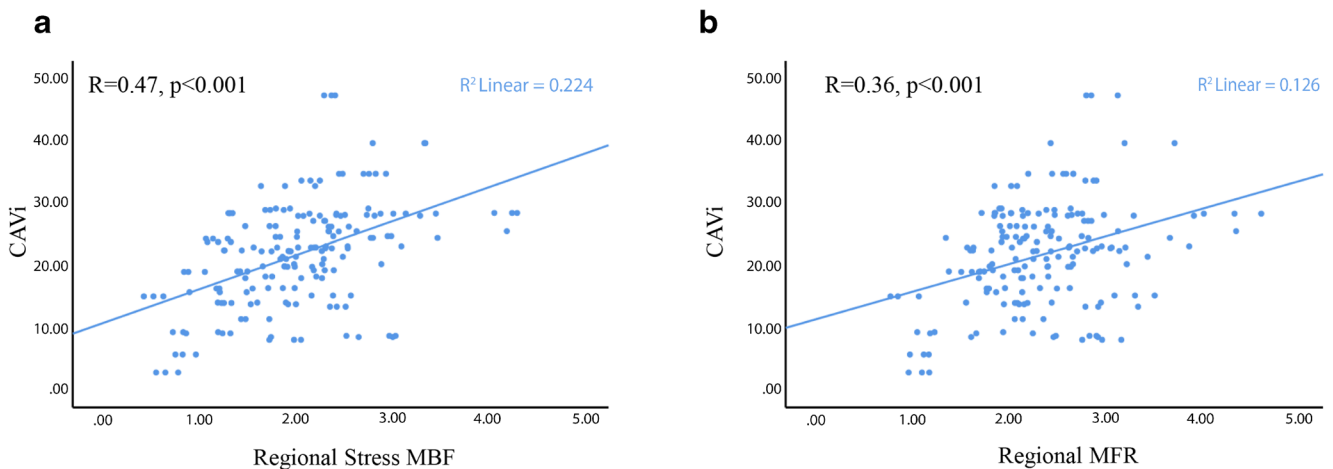 a
R=0.47, p<0.001
R² Linear = 0.224
50.00
40.00
30.00
20.00
10.00
.00
CAVi
.00 1.00 2.00 3.00 4.00 5.00
Regional Stress MBF
b
R=0.36, p<0.001
R² Linear = 0.126
50.00
40.00
30.00
20.00
10.00
.00
CAVi
.00 1.00 2.00 3.00 4.00 5.00
Regional MFR